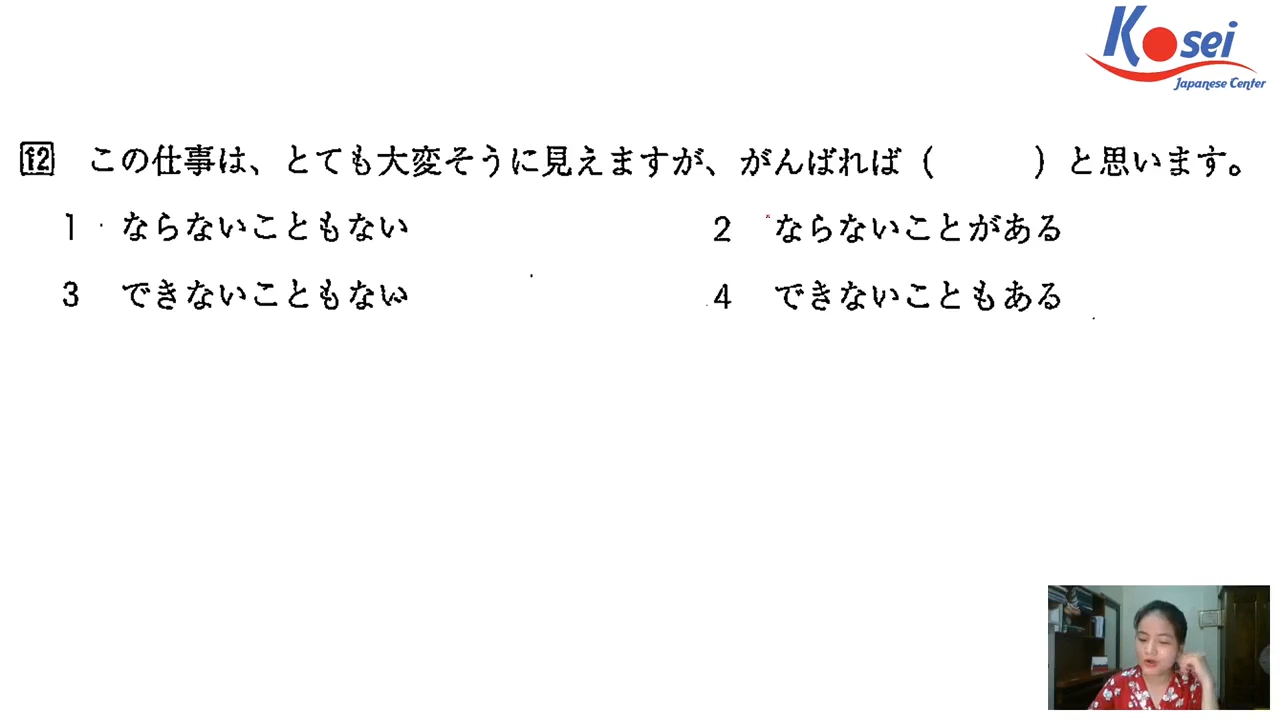 Kosei
Japanese Center
12 この仕事は、とても大変そうに見えますが、がんばれば（　　）と思います。
1 ならないこともない
2 ならないことがある
3 できないこともない
4 できないこともある